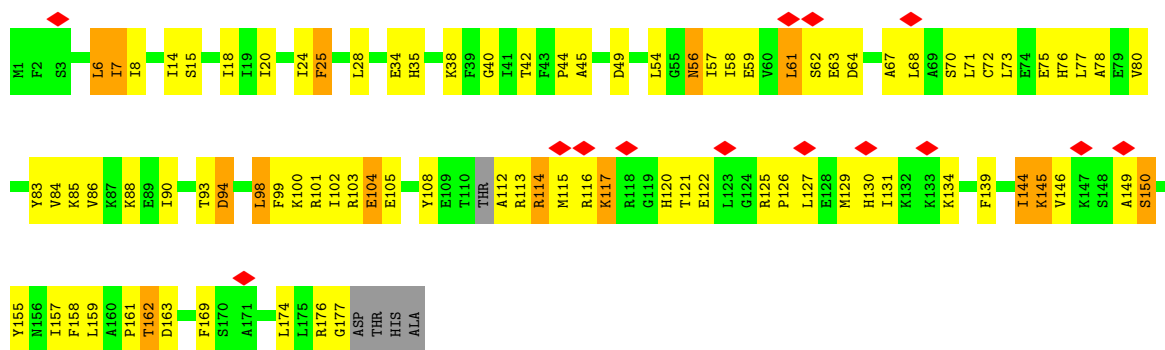 M1 F2 S3 L6 I7 I8 I14 S15 I18 I19 I20 I24 F25 L28 E34 H35 K38 F39 G40 I41 T42 F43 P44 A45 D49 L54 G55 N56 I57 I58 E59 V60 L61 S62 E63 D64 A67 L68 A69 S70 L71 C72 L73 E74 E75 H76 L77 A78 E79 V80
Y83 V84 K85 V86 K87 K88 E89 I90 T93 D94 L98 F99 K100 R101 I102 R103 E104 E105 Y108 E109 T110 THR A112 R113 R114 M115 R116 K117 R118 G119 H120 T121 E122 L123 G124 R125 P126 L127 E128 M129 H130 I131 K132 K133 K134 F139 I144 K145 V146 K147 S148 A149 S150
Y155 N156 I157 F158 L159 A160 P161 T162 D163 F169 S170 A171 L174 L175 R176 G177 ASP THR HIS ALA